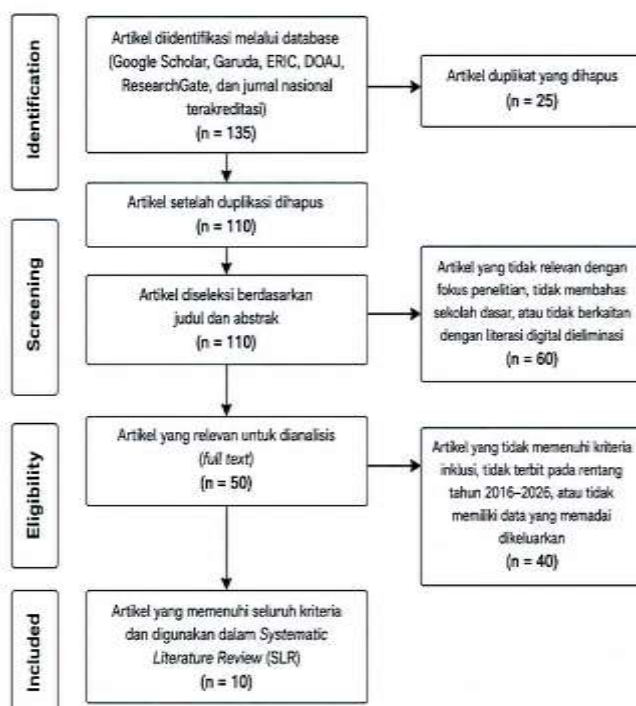 Identification
Artikel diidentifikasi melalui database
(Google Scholar, Garuda, ERIC, DOAJ,
ResearchGate, dan jurnal nasional
terakreditasi)
(n = 135)
Artikel duplikat yang dihapus
(n = 25)
Artikel setelah duplikasi dihapus
(n = 110)
Screening
Artikel diseleksi berdasarkan
judul dan abstrak
(n = 110)
Artikel yang tidak relevan dengan
fokus penelitian, tidak membahas
sekolah dasar, atau tidak berkaitan
dengan literasi digital dieliminasi
(n = 60)
Eligibility
Artikel yang relevan untuk dianalisis
(full text)
(n = 50)
Artikel yang tidak memenuhi kriteria
inklusi, tidak terbit pada rentang
tahun 2016–2026, atau tidak
memiliki data yang memadai
dikeluarkan
(n = 40)
Included
Artikel yang memenuhi seluruh kriteria
dan digunakan dalam Systematic
Literature Review (SLR)
(n = 10)